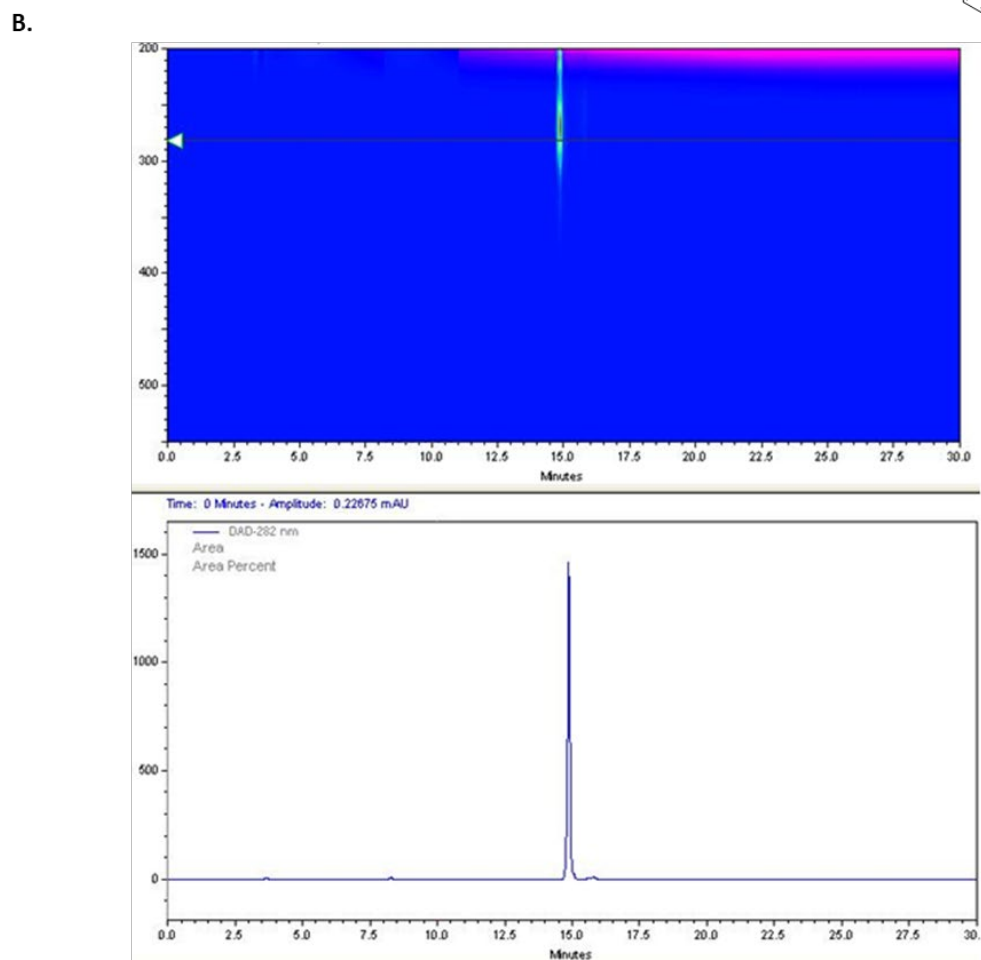 B.
200
300
400
500
0.0 2.5 5.0 7.5 10.0 12.5 15.0 17.5 20.0 22.5 25.0 27.5 30.0
Minutes
Time: 0 Minutes - Amplitude: 0.22675 mAU
DAD-282 nm
Area
Area Percent
1500
1000
500
0
0.0 2.5 5.0 7.5 10.0 12.5 15.0 17.5 20.0 22.5 25.0 27.5 30.
Minutes